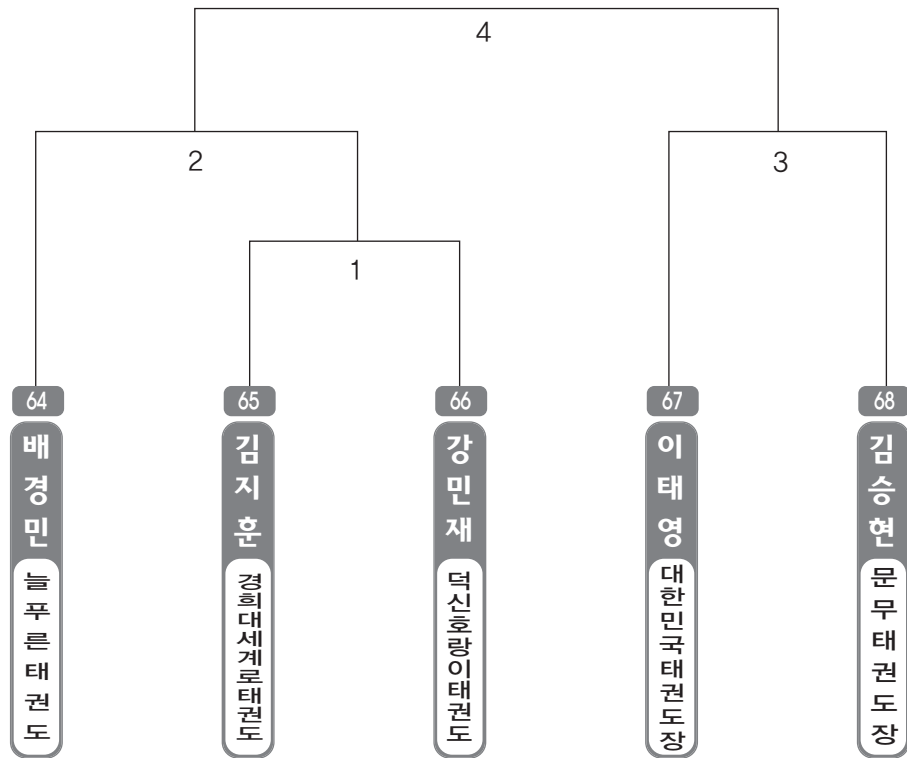 4
2
3
1
64
배경민
늘푸른태권도
65
김지훈
경희대세계로태권도
66
강민재
덕신호랑이태권도
67
이태영
대한민국태권도장
68
김승현
문무태권도장